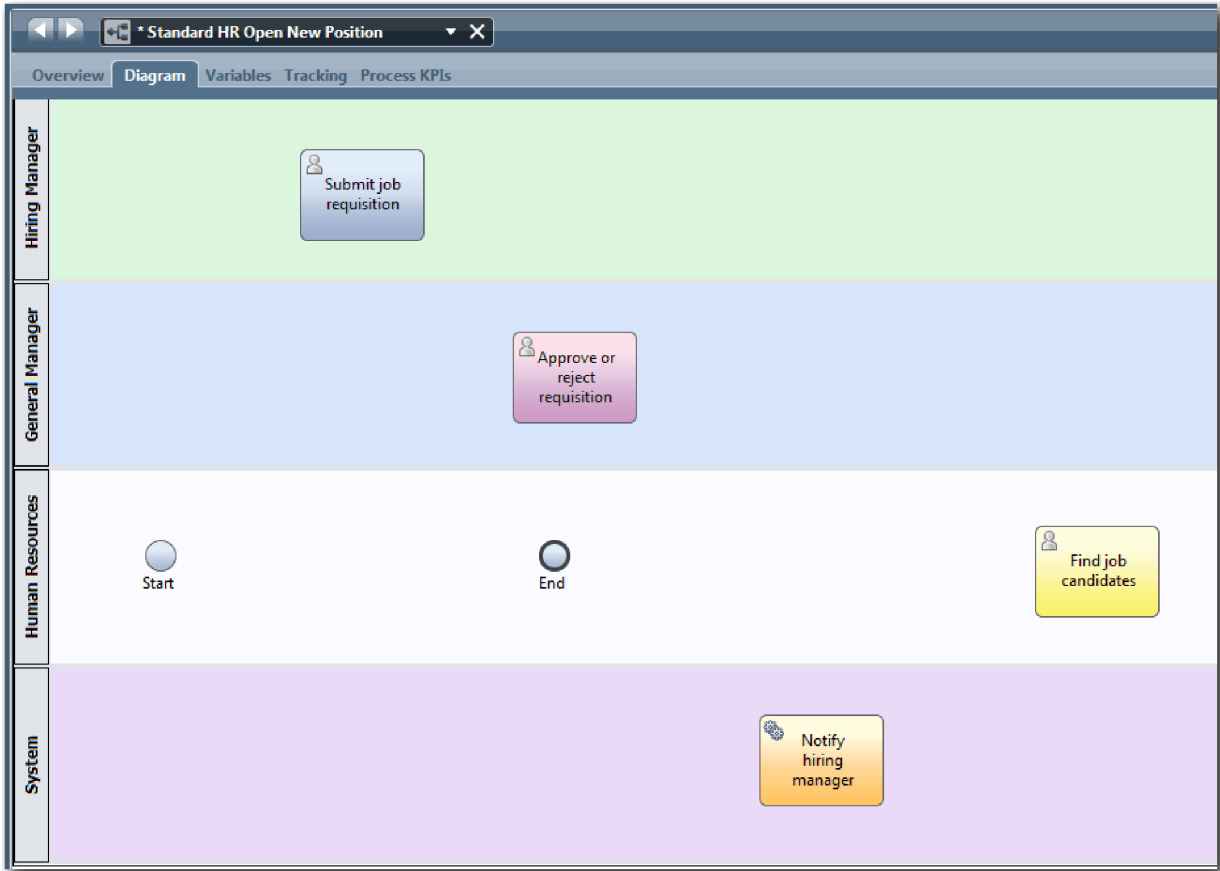 * Standard HR Open New Position
Overview Diagram Variables Tracking Process KPIs
Hiring Manager
Submit job
requisition
General Manager
Approve or
reject
requisition
Human Resources
Start
End
Find job
candidates
System
Notify
hiring
manager